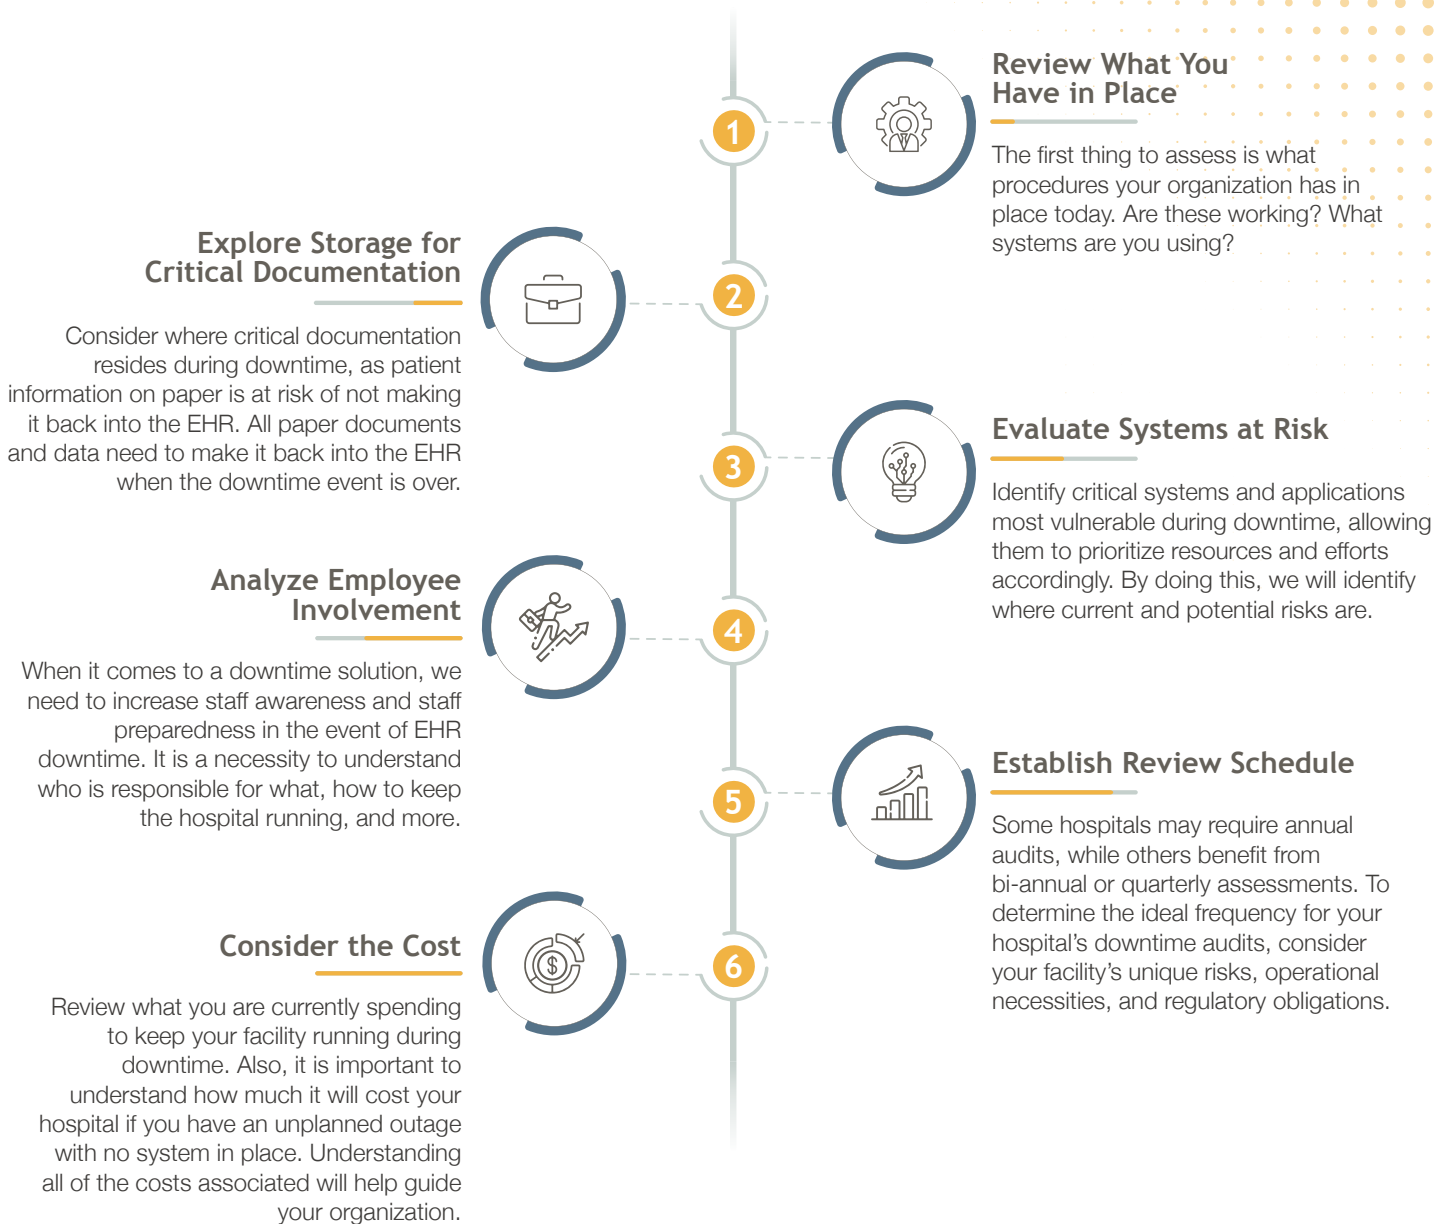 1
Review What You
Have in Place
The first thing to assess is what
procedures your organization has in
place today. Are these working? What
systems are you using?
2
Explore Storage for
Critical Documentation
Consider where critical documentation
resides during downtime, as patient
information on paper is at risk of not making
it back into the EHR. All paper documents
and data need to make it back into the EHR
when the downtime event is over.
3
Evaluate Systems at Risk
Identify critical systems and applications
most vulnerable during downtime, allowing
them to prioritize resources and efforts
accordingly. By doing this, we will identify
where current and potential risks are.
4
Analyze Employee
Involvement
When it comes to a downtime solution, we
need to increase staff awareness and staff
preparedness in the event of EHR
downtime. It is a necessity to understand
who is responsible for what, how to keep
the hospital running, and more.
5
Establish Review Schedule
Some hospitals may require annual
audits, while others benefit from
bi-annual or quarterly assessments. To
determine the ideal frequency for your
hospital's downtime audits, consider
your facility's unique risks, operational
necessities, and regulatory obligations.
6
Consider the Cost
$
Review what you are currently spending
to keep your facility running during
downtime. Also, it is important to
understand how much it will cost your
hospital if you have an unplanned outage
with no system in place. Understanding
all of the costs associated will help guide
your organization.